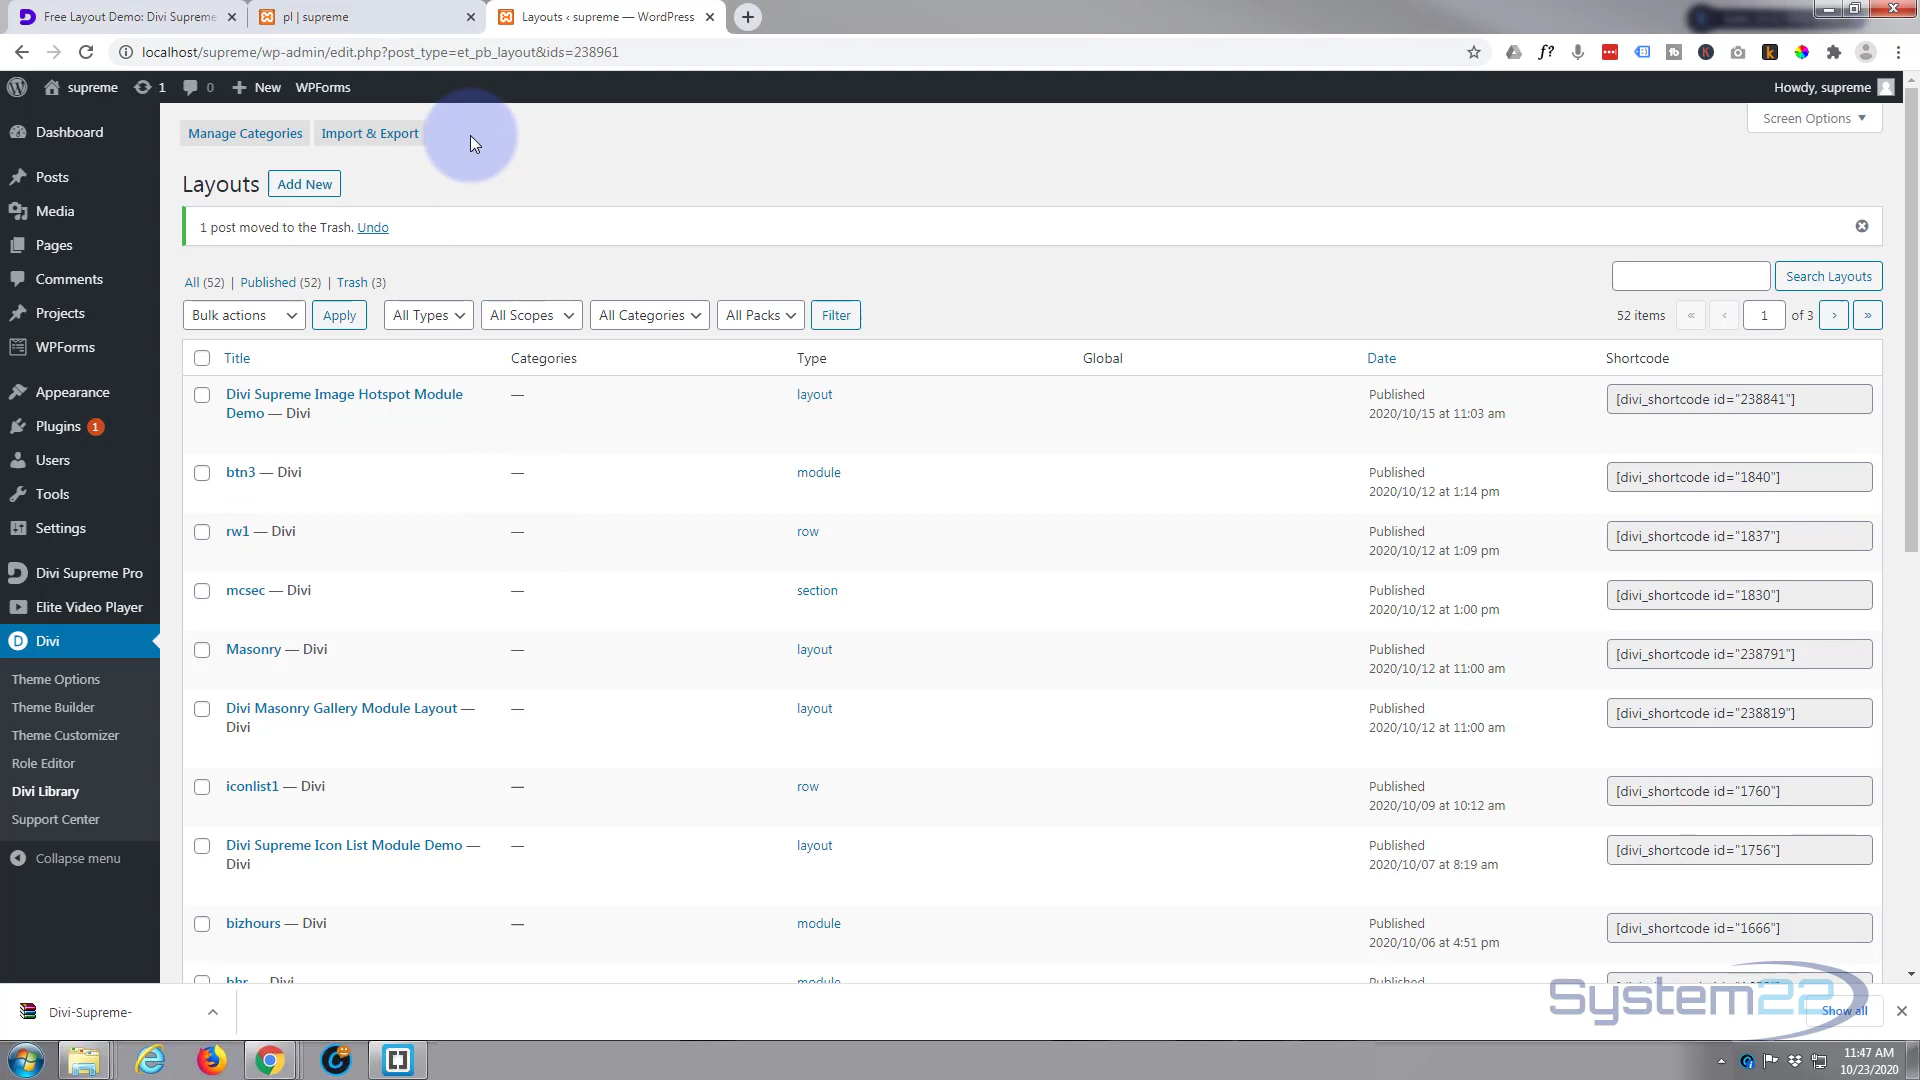 Free Layout Demo: Divi Supreme
pl | supreme
Layouts ‹ supreme — WordPress
localhost/supreme/wp-admin/edit.php?post_type=et_pb_layout&ids=238961
supreme
1
0
New
WPForms
Howdy, supreme
Dashboard
Posts
Media
Pages
Comments
Projects
WPForms
Appearance
Plugins 1
Users
Tools
Settings
Divi Supreme Pro
Elite Video Player
Divi
Theme Options
Theme Builder
Theme Customizer
Role Editor
Divi Library
Support Center
Collapse menu
Manage Categories
Import & Export
Screen Options
Layouts
Add New
1 post moved to the Trash. Undo
All (52) | Published (52) | Trash (3)
Search Layouts
Bulk actions
Apply
All Types
All Scopes
All Categories
All Packs
Filter
52 items « ‹ 1 of 3 › »
Title Categories Type Global Date Shortcode
Divi Supreme Image Hotspot Module — layout Published [divi_shortcode id="238841"]
Demo — Divi 2020/10/15 at 11:03 am
btn3 — Divi — module Published [divi_shortcode id="1840"]
2020/10/12 at 1:14 pm
rw1 — Divi — row Published [divi_shortcode id="1837"]
2020/10/12 at 1:09 pm
mcsec — Divi — section Published [divi_shortcode id="1830"]
2020/10/12 at 1:00 pm
Masonry — Divi — layout Published [divi_shortcode id="238791"]
2020/10/12 at 11:00 am
Divi Masonry Gallery Module Layout — — layout Published [divi_shortcode id="238819"]
Divi 2020/10/12 at 11:00 am
iconlist1 — Divi — row Published [divi_shortcode id="1760"]
2020/10/09 at 10:12 am
Divi Supreme Icon List Module Demo — — layout Published [divi_shortcode id="1756"]
Divi 2020/10/07 at 8:19 am
bizhours — Divi — module Published [divi_shortcode id="1666"]
2020/10/06 at 4:51 pm
Divi-Supreme-
System22
Show all
11:47 AM
10/23/2020